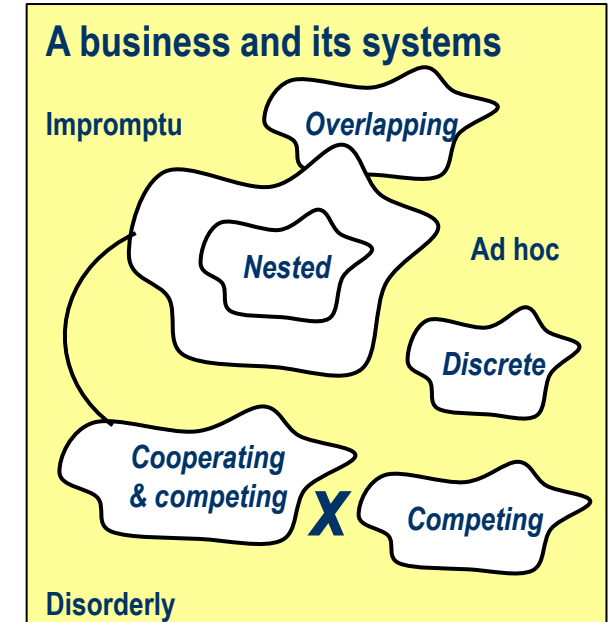 A business and its systems
Impromptu
Overlapping
Nested
Ad hoc
Discrete
Cooperating
& competing
X
Competing
Disorderly